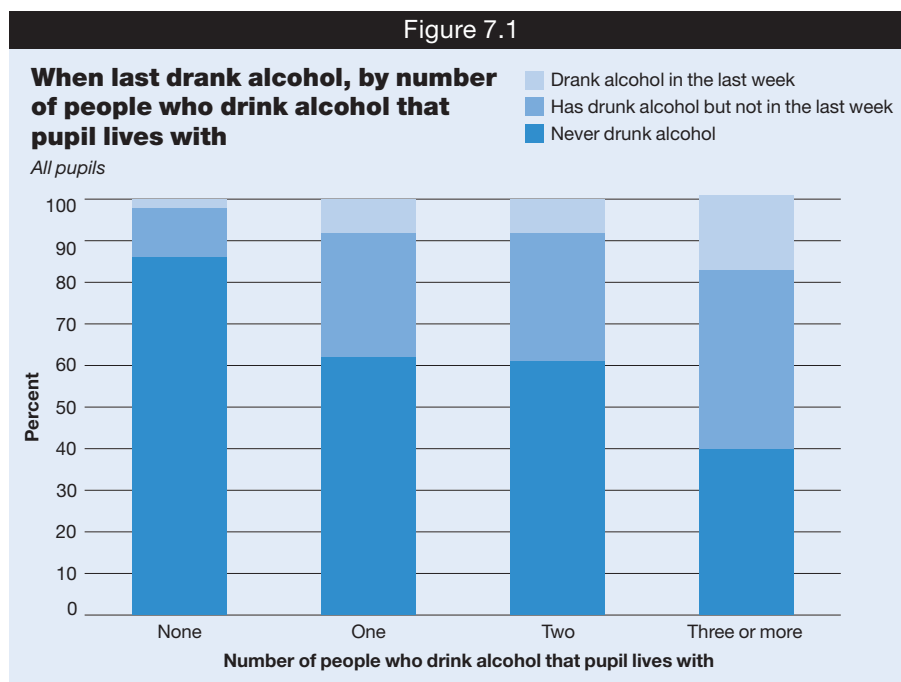 Figure 7.1
When last drank alcohol, by number
of people who drink alcohol that
pupil lives with
All pupils
Drank alcohol in the last week
Has drunk alcohol but not in the last week
Never drunk alcohol
100
90
80
70
60
50
40
30
20
10
0
Percent
None
One
Two
Three or more
Number of people who drink alcohol that pupil lives with